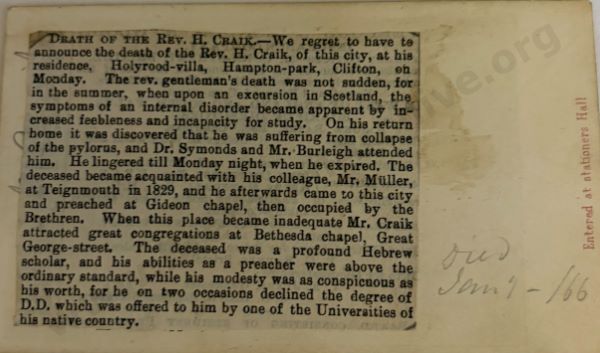 DEATH OF THE REV. H. CRAIK.—We regret to have to
announce the death of the Rev. H. Craik, of this city, at his
residence, Holyrood-villa, Hampton-park, Clifton, on
Monday. The rev. gentleman's death was not sudden, for
in the summer, when upon an excursion in Scotland, the
symptoms of an internal disorder became apparent by in-
creased feebleness and incapacity for study. On his return
home it was discovered that he was suffering from collapse
of the pylorus, and Dr. Symonds and Mr. Burleigh attended
him. He lingered till Monday night, when he expired. The
deceased became acquainted with his colleague, Mr. Müller,
at Teignmouth in 1829, and he afterwards came to this city
and preached at Gideon chapel, then occupied by the
Brethren. When this place became inadequate Mr. Craik
attracted great congregations at Bethesda chapel, Great
George-street. The deceased was a profound Hebrew
scholar, and his abilities as a preacher were above the
ordinary standard, while his modesty was as conspicuous as
his worth, for he on two occasions declined the degree of
D.D. which was offered to him by one of the Universities of
his native country.
Entered at stationers Hall
Died
Jan
/66